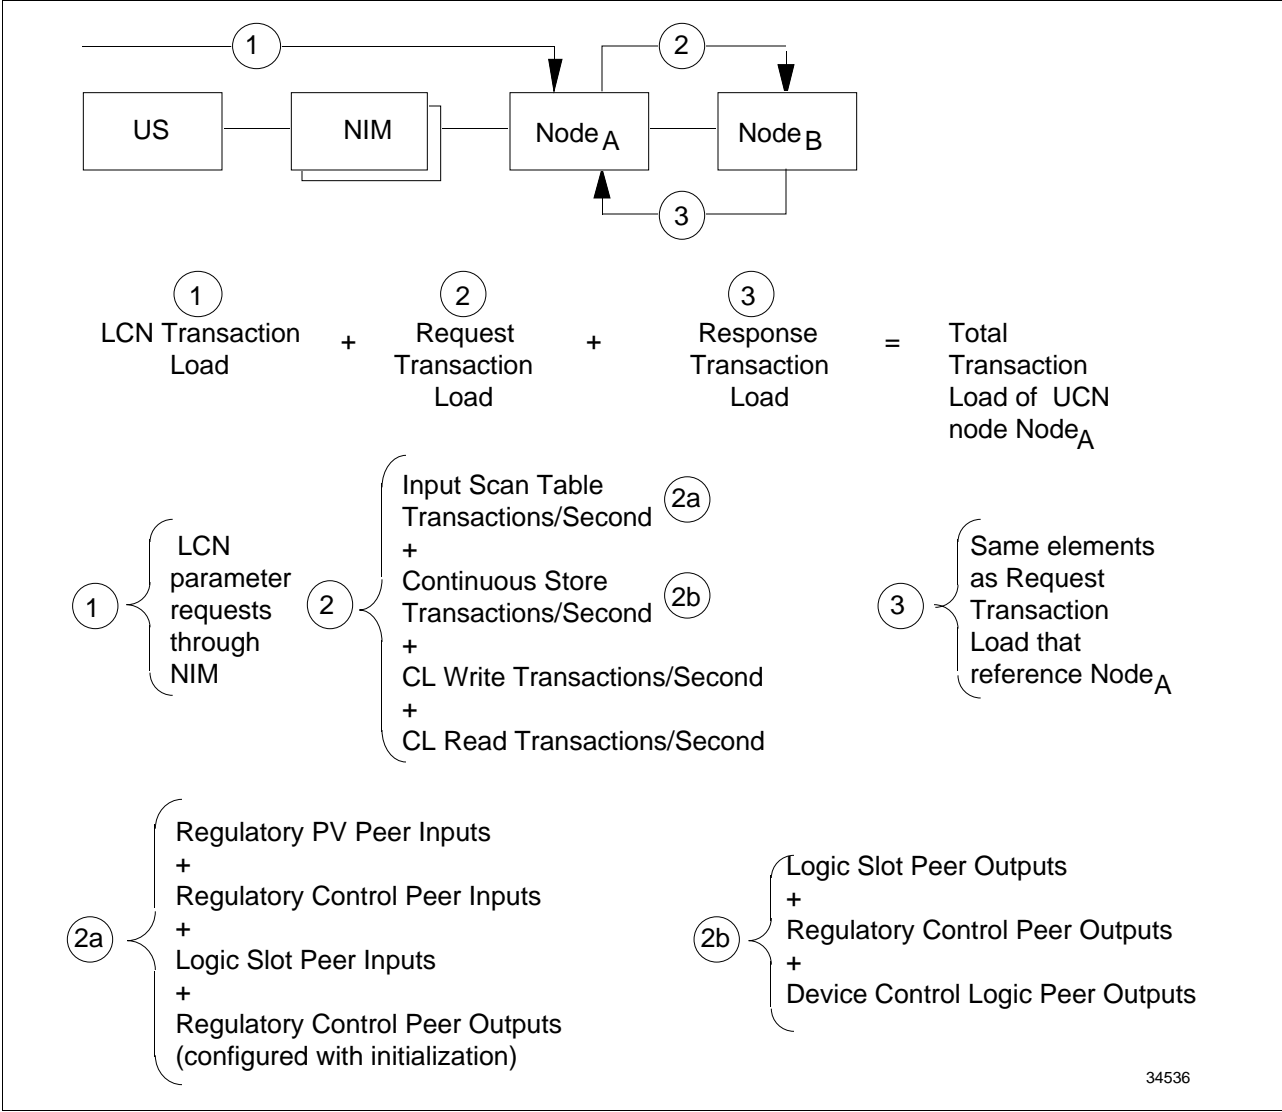 1
2
US
NIM
NodeA
NodeB
3
1
2
3
LCN Transaction
Load
+
Request
Transaction
Load
+
Response
Transaction
Load
=
Total
Transaction
Load of UCN
node NodeA
1
LCN
parameter
requests
through
NIM
2
Input Scan Table
Transactions/Second
2a
+
Continuous Store
Transactions/Second
2b
+
CL Write Transactions/Second
+
CL Read Transactions/Second
3
Same elements
as Request
Transaction
Load that
reference NodeA
2a
Regulatory PV Peer Inputs
+
Regulatory Control Peer Inputs
+
Logic Slot Peer Inputs
+
Regulatory Control Peer Outputs
(configured with initialization)
2b
Logic Slot Peer Outputs
+
Regulatory Control Peer Outputs
+
Device Control Logic Peer Outputs
34536